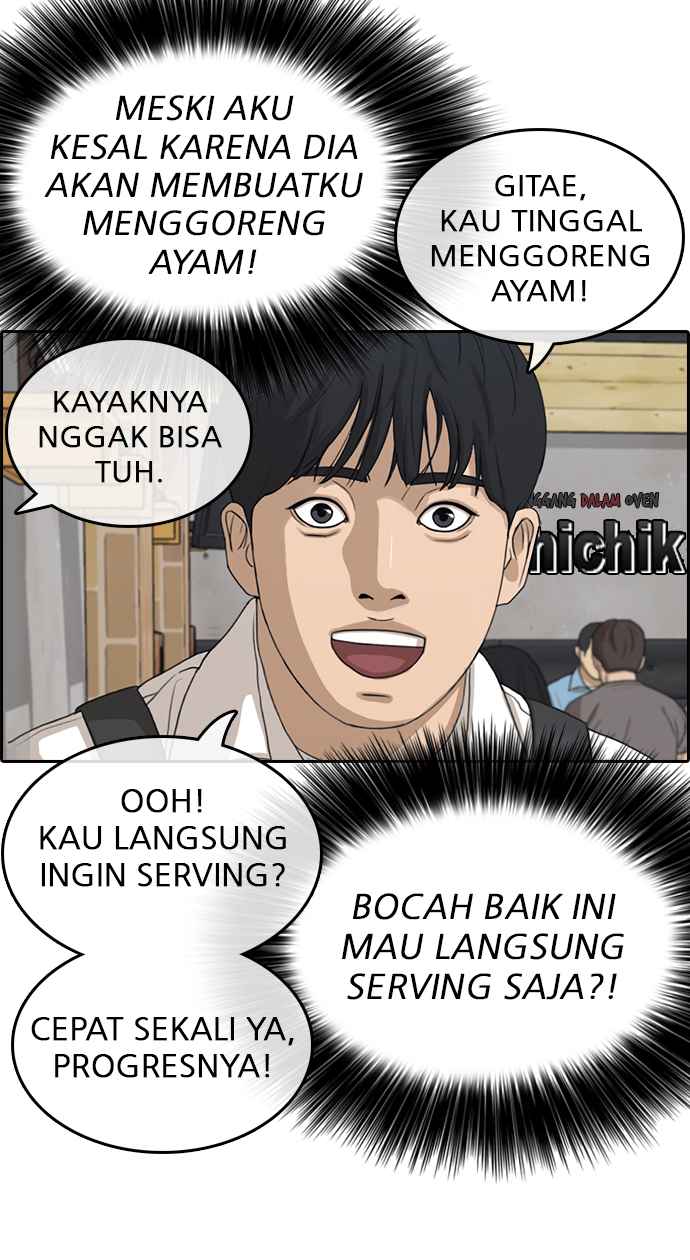 MESKI AKU
KESAL KARENA DIA
AKAN MEMBUATKU
MENGGORENG
AYAM!
GITAE,
KAU TINGGAL
MENGGORENG
AYAM!
KAYAKNYA
NGGAK BISA
TUH.
GGANG DALAM OVEN
nichik
OOH!
KAU LANGSUNG
INGIN SERVING?
BOCAH BAIK INI
MAU LANGSUNG
SERVING SAJA?!
CEPAT SEKALI YA,
PROGRESNYA!